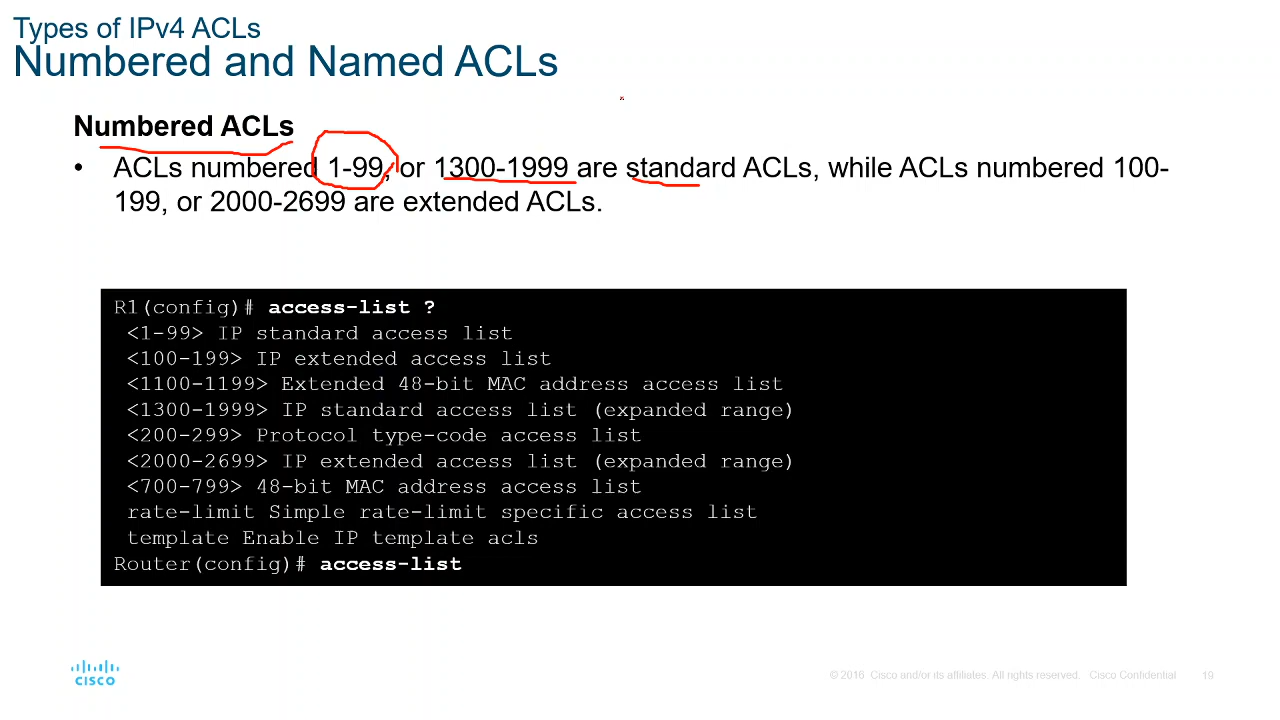 Types of IPv4 ACLs
Numbered and Named ACLs
Numbered ACLs
• ACLs numbered 1-99, or 1300-1999 are standard ACLs, while ACLs numbered 100-
199, or 2000-2699 are extended ACLs.
R1(config)# access-list ?
<1-99> IP standard access list
<100-199> IP extended access list
<1100-1199> Extended 48-bit MAC address access list
<1300-1999> IP standard access list (expanded range)
<200-299> Protocol type-code access list
<2000-2699> IP extended access list (expanded range)
<700-799> 48-bit MAC address access list
rate-limit Simple rate-limit specific access list
template Enable IP template acls
Router(config)# access-list
CISCO
© 2016 Cisco and/or its affiliates. All rights reserved. Cisco Confidential 19